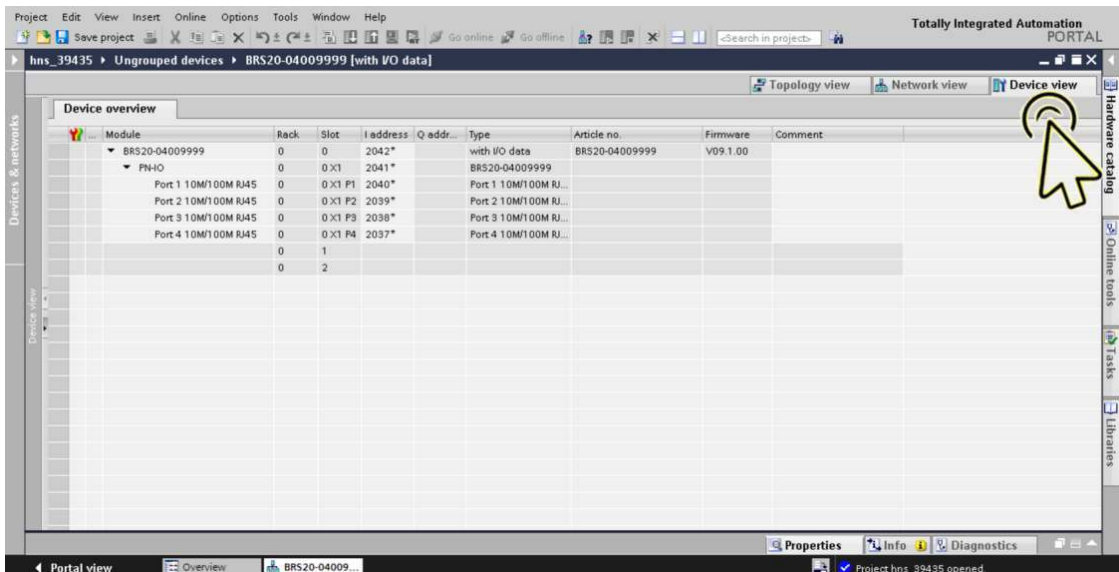 Project Edit View Insert Online Options Tools Window Help
Totally Integrated Automation
PORTAL
Save project Go online Go offline <Search in project>
hns_39435 ▸ Ungrouped devices ▸ BRS20-04009999 [with I/O data]
Topology view Network view Device view
Device overview
... Module Rack Slot I address Q addr... Type Article no. Firmware Comment
BRS20-04009999 0 0 2042* with I/O data BRS20-04009999 V09.1.00
PN-IO 0 0 X1 2041* BRS20-04009999
Port 1 10M/100M RJ45 0 0 X1 P1 2040* Port 1 10M/100M RJ...
Port 2 10M/100M RJ45 0 0 X1 P2 2039* Port 2 10M/100M RJ...
Port 3 10M/100M RJ45 0 0 X1 P3 2038* Port 3 10M/100M RJ...
Port 4 10M/100M RJ45 0 0 X1 P4 2037* Port 4 10M/100M RJ...
0 1
0 2
Devices & networks
Device view
Hardware catalog
Online tools
Tasks
Libraries
Properties Info Diagnostics
Portal view Overview BRS20-04009... Project hns_39435 opened.